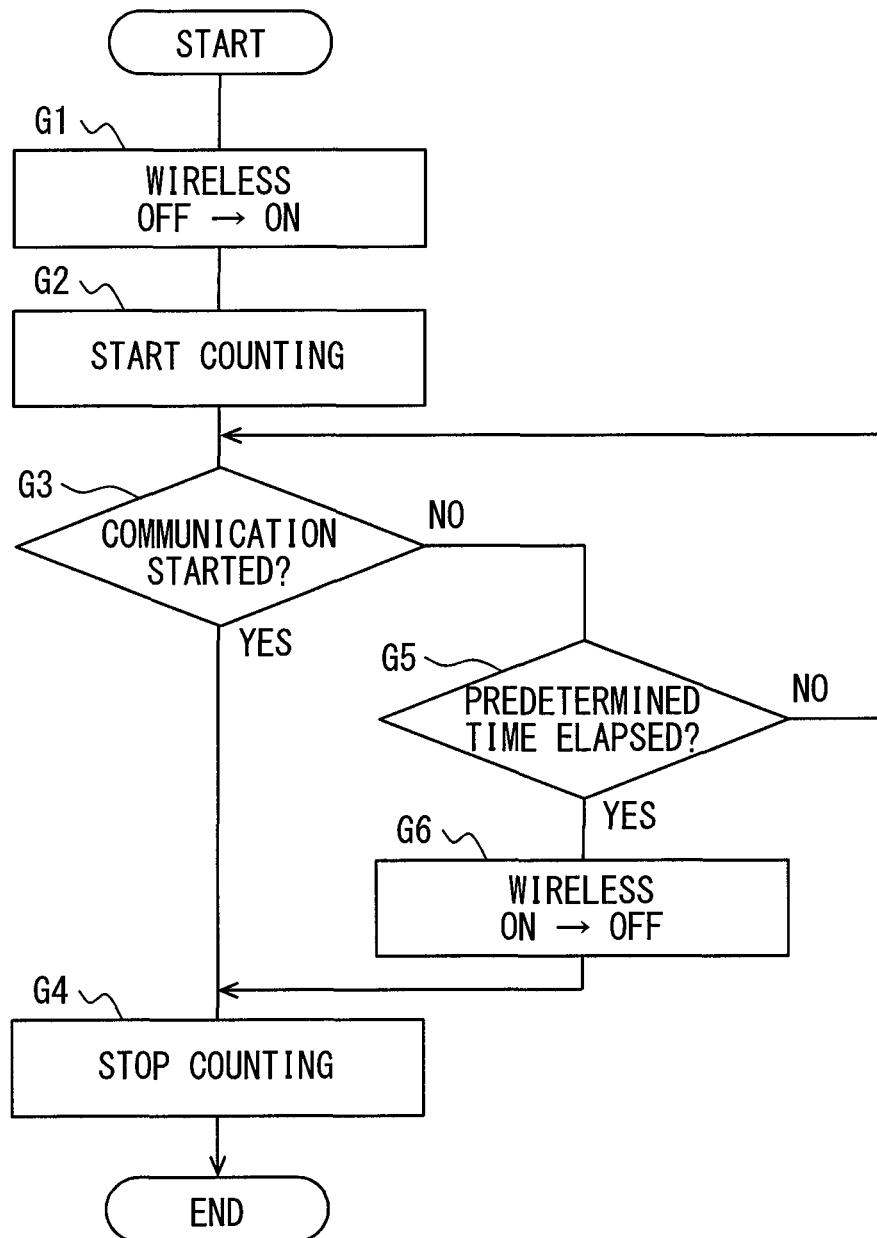 START
G1
WIRELESS
OFF → ON
G2
START COUNTING
G3
COMMUNICATION
STARTED?
NO
YES
G5
PREDETERMINED
TIME ELAPSED?
NO
YES
G6
WIRELESS
ON → OFF
G4
STOP COUNTING
END